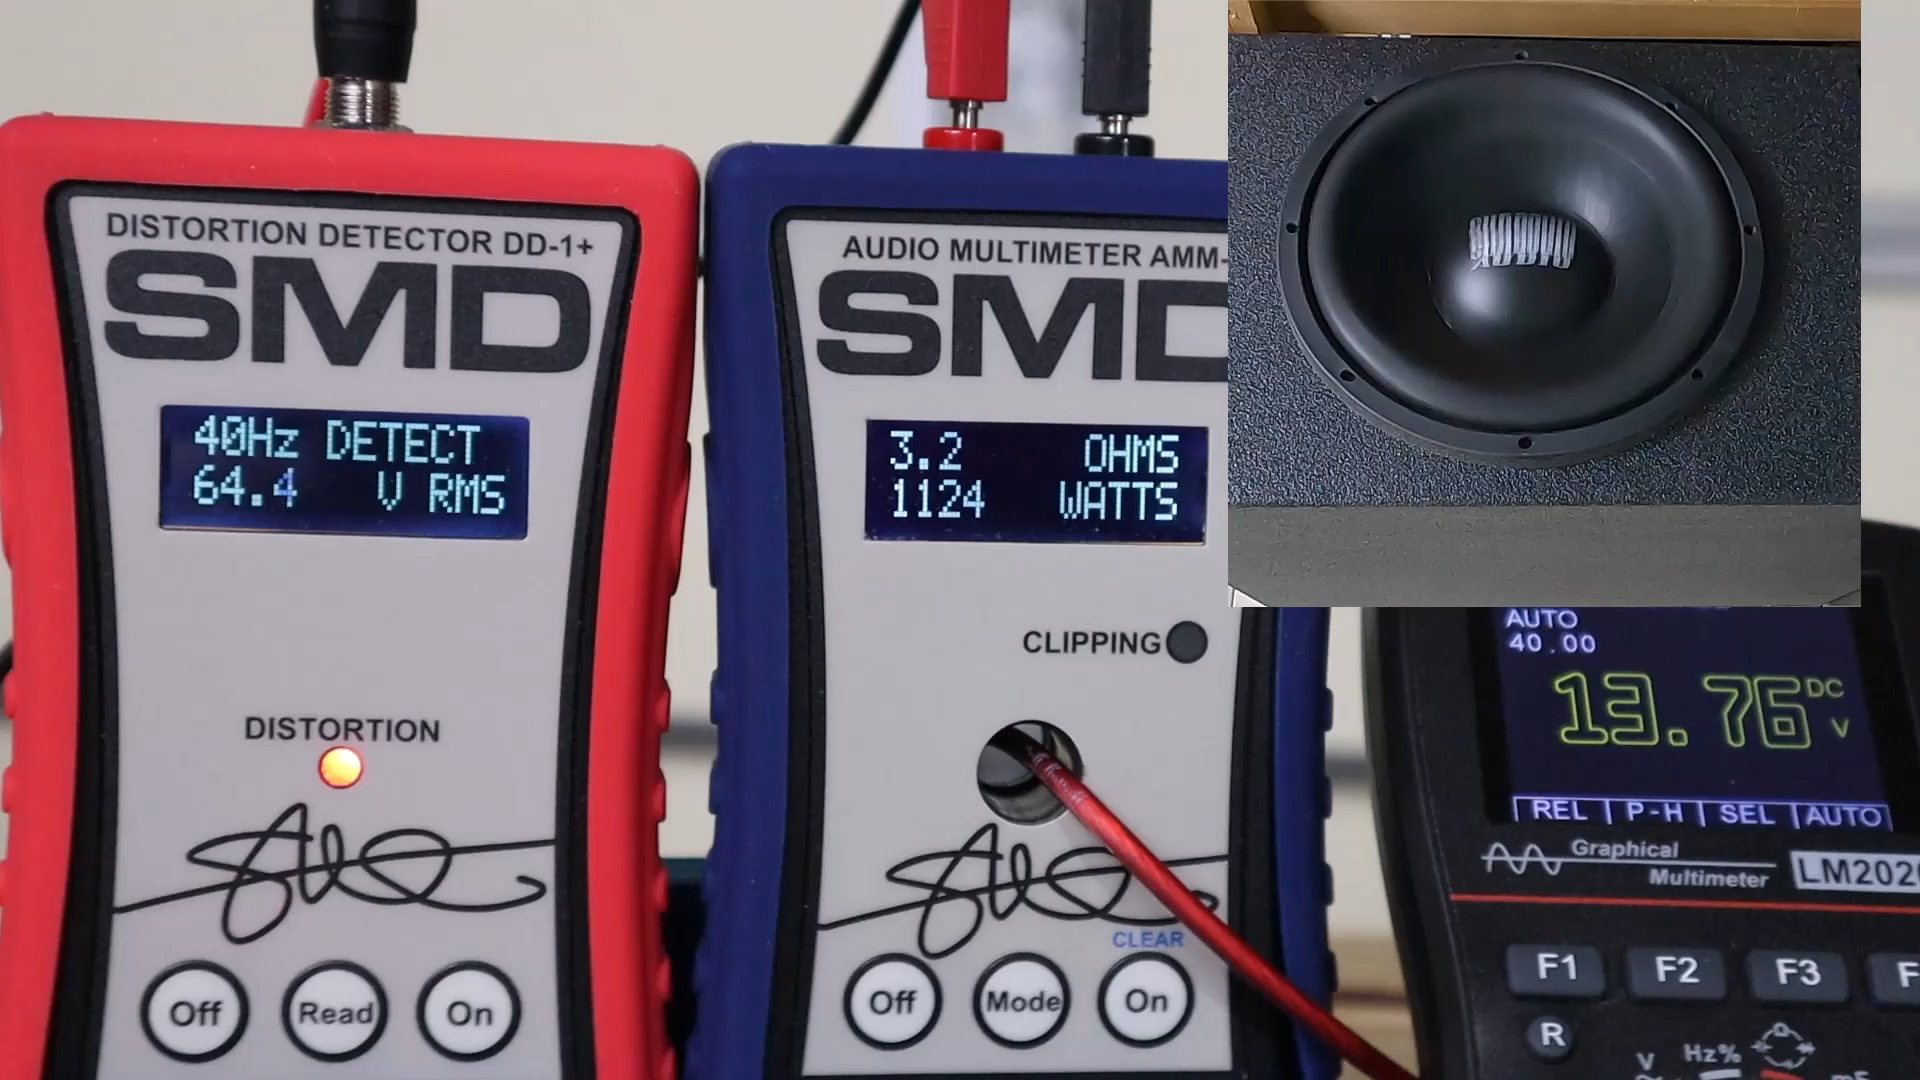 DISTORTION DETECTOR DD-1+
SMD
40Hz DETECT
64.4 V RMS
DISTORTION
Off
Read
On
AUDIO MULTIMETER AMM-
SMD
3.2 OHMS
1124 WATTS
CLIPPING
CLEAR
Off
Mode
On
AUTO
40.00
13.76 DC V
REL P-H SEL AUTO
Graphical
Multimeter
LM202
F1
F2
F3
F
R
V
Hz%